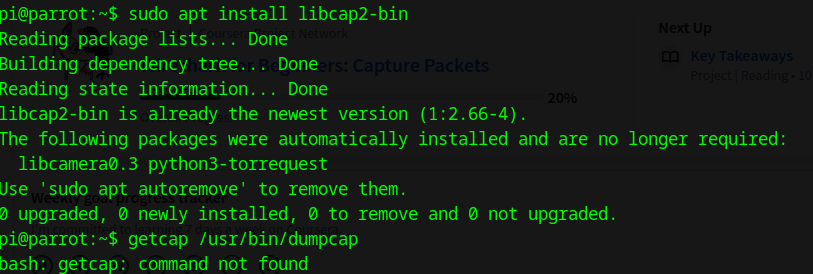 pi@parrot:~$ sudo apt install libcap2-bin
Reading package lists... Done
Building dependency tree... Done
Reading state information... Done
libcap2-bin is already the newest version (1:2.66-4).
The following packages were automatically installed and are no longer required:
  libcamera0.3 python3-torrequest
Use 'sudo apt autoremove' to remove them.
0 upgraded, 0 newly installed, 0 to remove and 0 not upgraded.
pi@parrot:~$ getcap /usr/bin/dumpcap
bash: getcap: command not found
Network
Beginners: Capture Packets
20%
Weekly goal progress tracker
Next Up
Key Takeaways
Project | Reading • 10